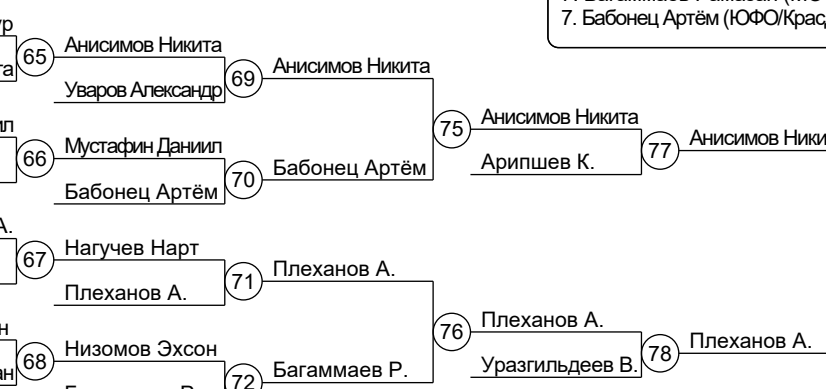 7. Бабонец Артём (ЮФО/Крас
65
Анисимов Никита
Уваров Александр
69
Анисимов Никита
66
Мустафин Даниил
Бабонец Артём
70
Бабонец Артём
75
Анисимов Никита
Арипшев К.
77
Анисимов Ники
А.
67
Нагучев Нарт
Плеханов А.
71
Плеханов А.
68
Низомов Эхсон
72
Багаммаев Р.
76
Плеханов А.
Уразгильдеев В.
78
Плеханов А.